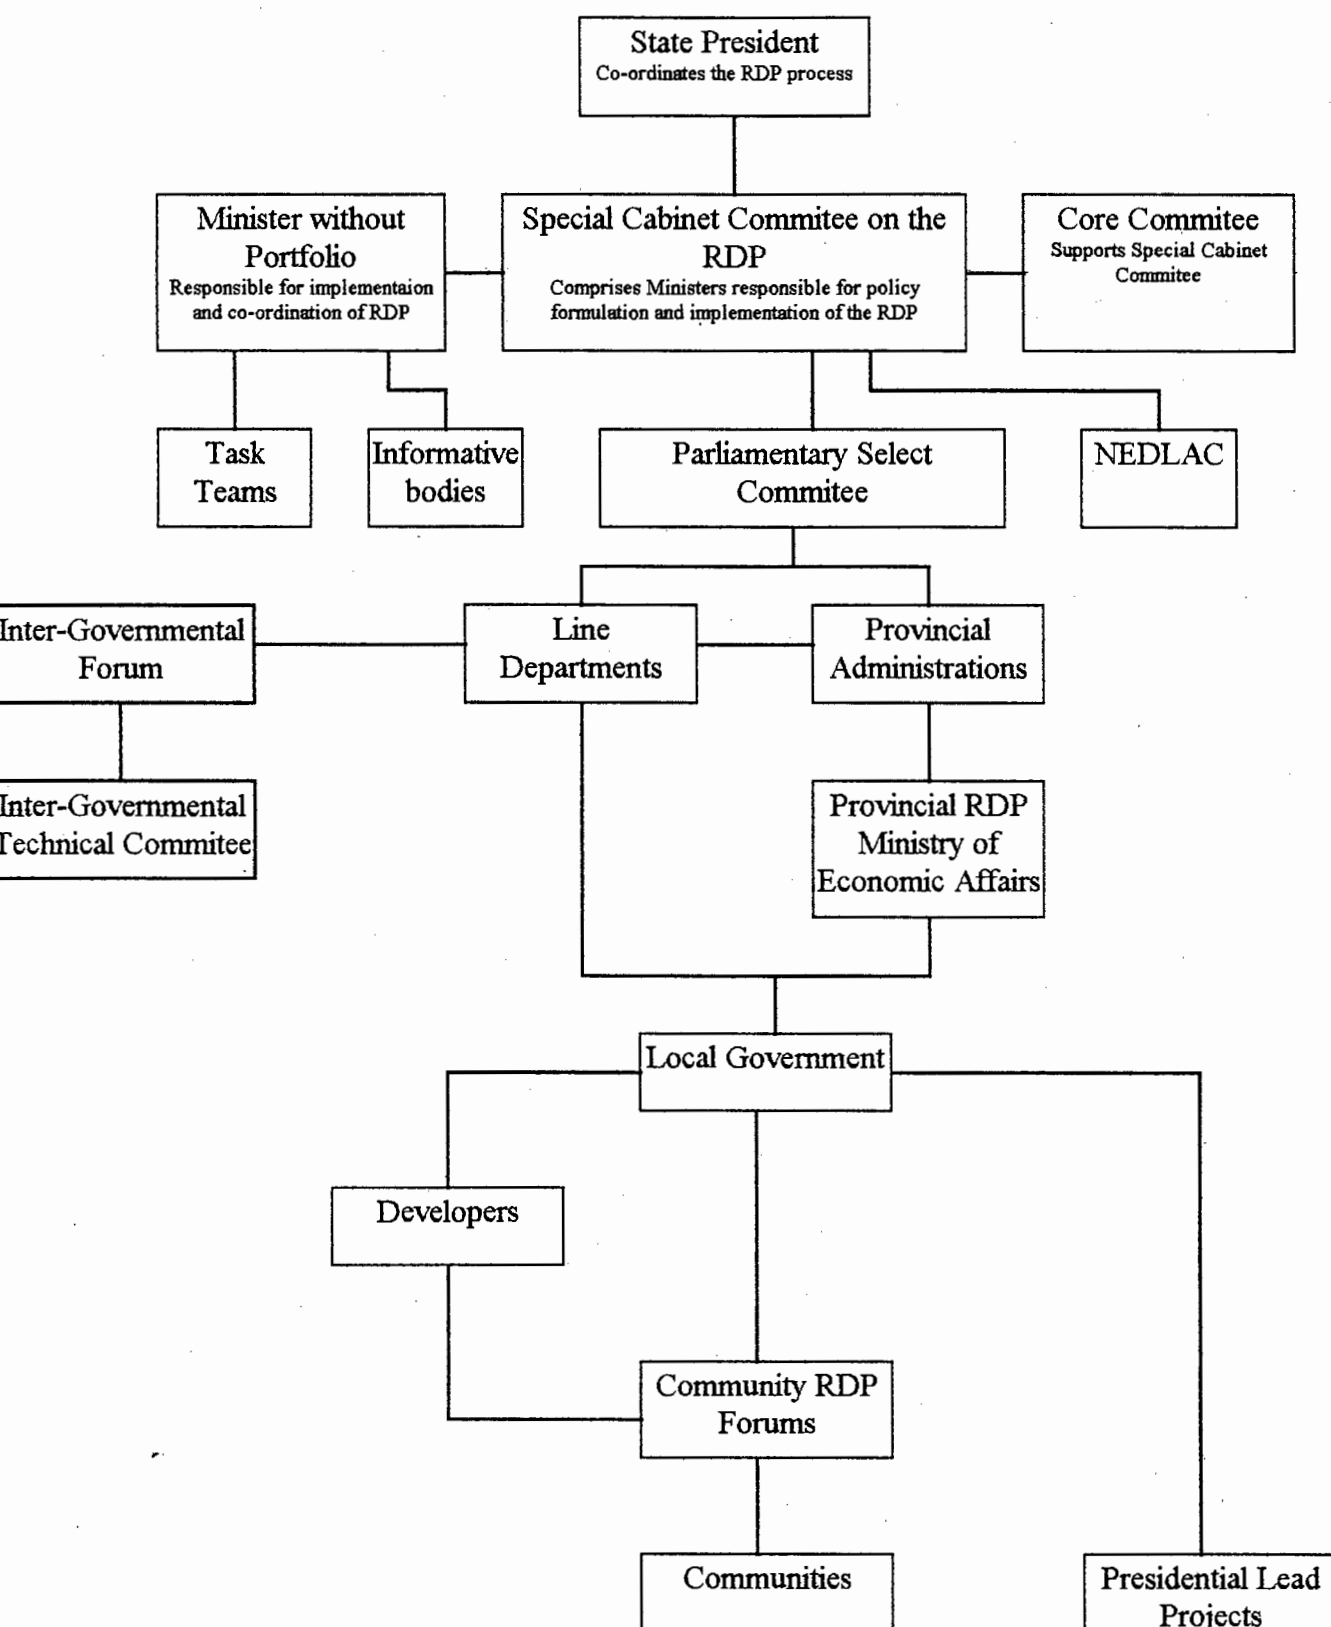 State President
Co-ordinates the RDP process
Minister without
Portfolio
Responsible for implementaion
and co-ordination of RDP
Special Cabinet Commitee on the
RDP
Comprises Ministers responsible for policy
formulation and implementation of the RDP
Core Commitee
Supports Special Cabinet
Commitee
Task
Teams
Informative
bodies
Parliamentary Select
Commitee
NEDLAC
Inter-Governmental
Forum
Line
Departments
Provincial
Administrations
Inter-Governmental
Technical Commitee
Provincial RDP
Ministry of
Economic Affairs
Local Government
Developers
Community RDP
Forums
Communities
Presidential Lead
Projects